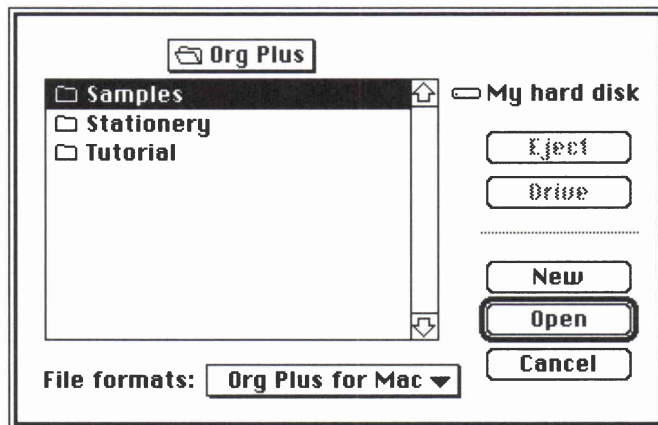 Org Plus
Samples
Stationery
Tutorial
My hard disk
Eject
Drive
New
Open
Cancel
File formats: Org Plus for Mac